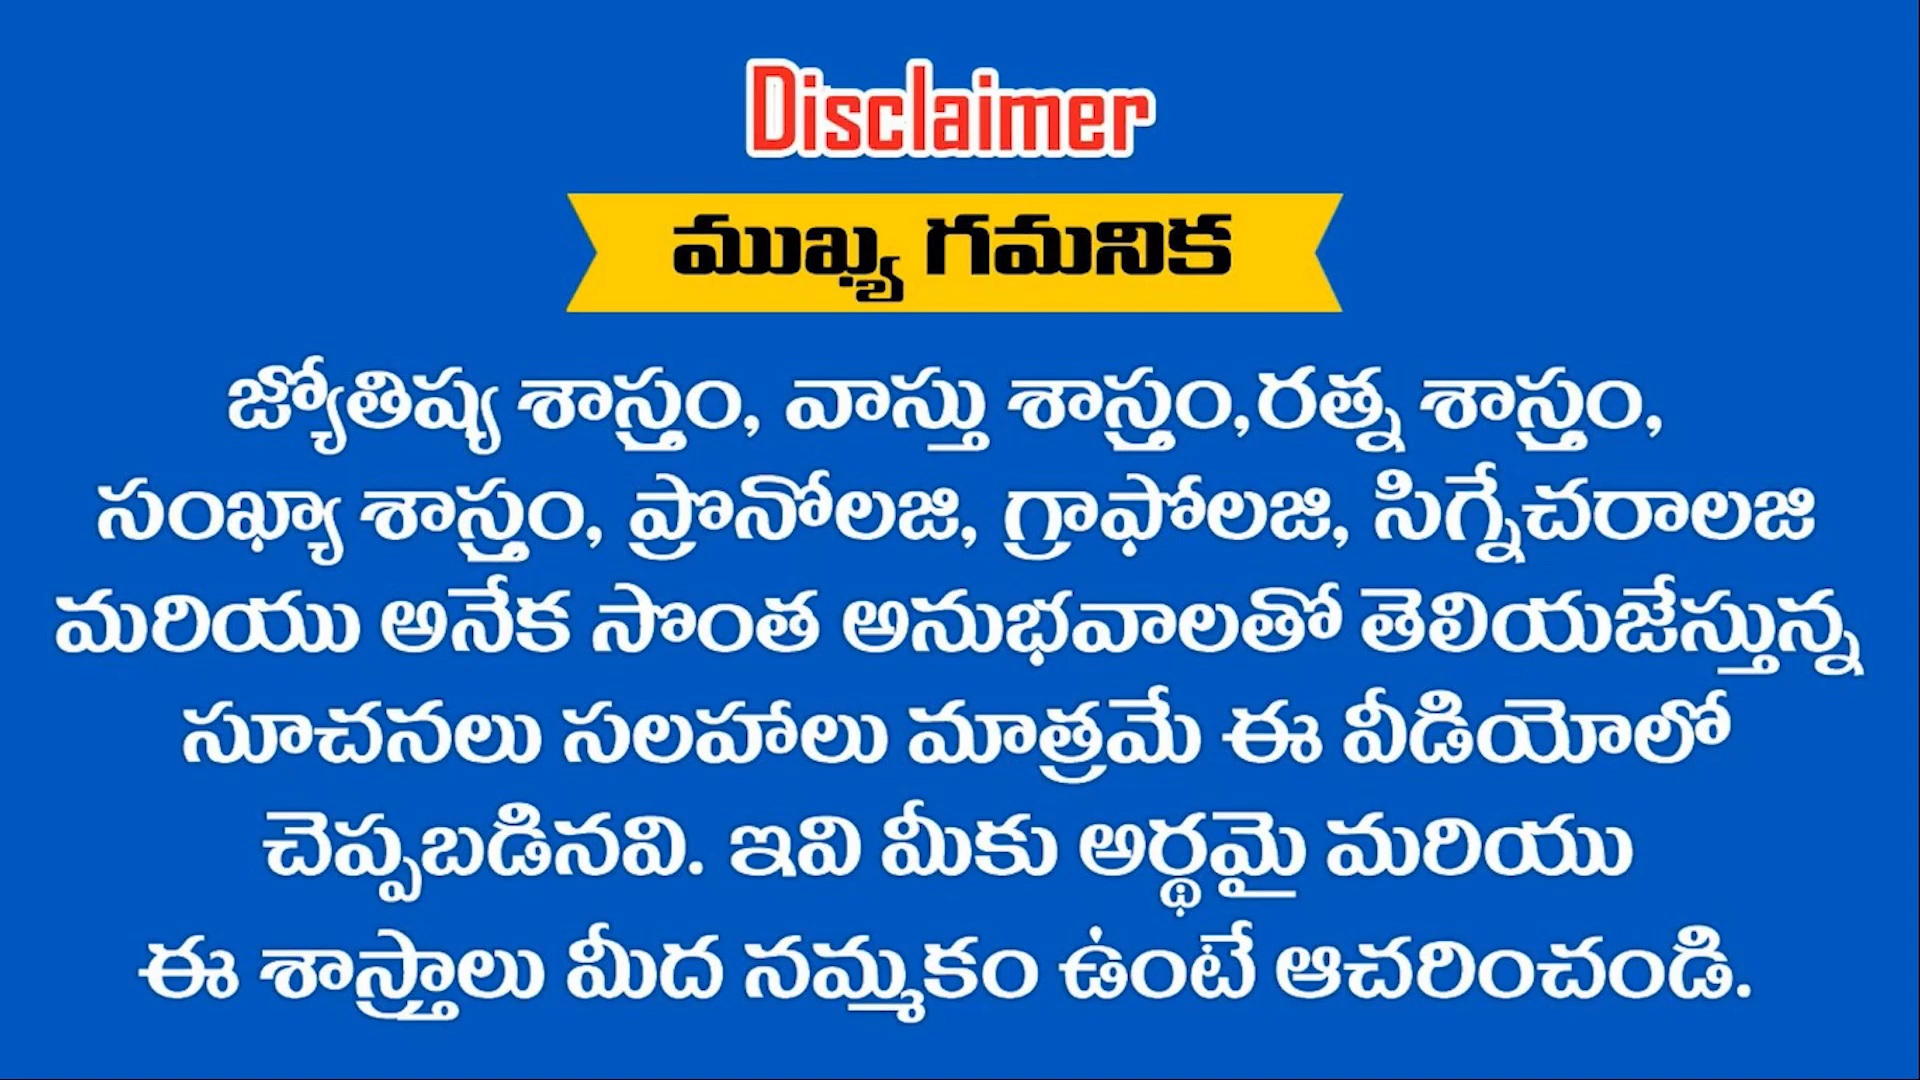 Disclaimer
ముఖ్య గమనిక
జ్యోతిష్య శాస్త్రం, వాస్తు శాస్త్రం,రత్న శాస్త్రం,
సంఖ్యా శాస్త్రం, ప్రొనోలజి, గ్రాఫోలజి, సిగ్నేచరాలజి
మరియు అనేక సొంత అనుభవాలతో తెలియజేస్తున్న
సూచనలు సలహాలు మాత్రమే ఈ వీడియోలో
చెప్పబడినవి. ఇవి మీకు అర్థమై మరియు
ఈ శాస్త్రాలు మీద నమ్మకం ఉంటే ఆచరించండి.